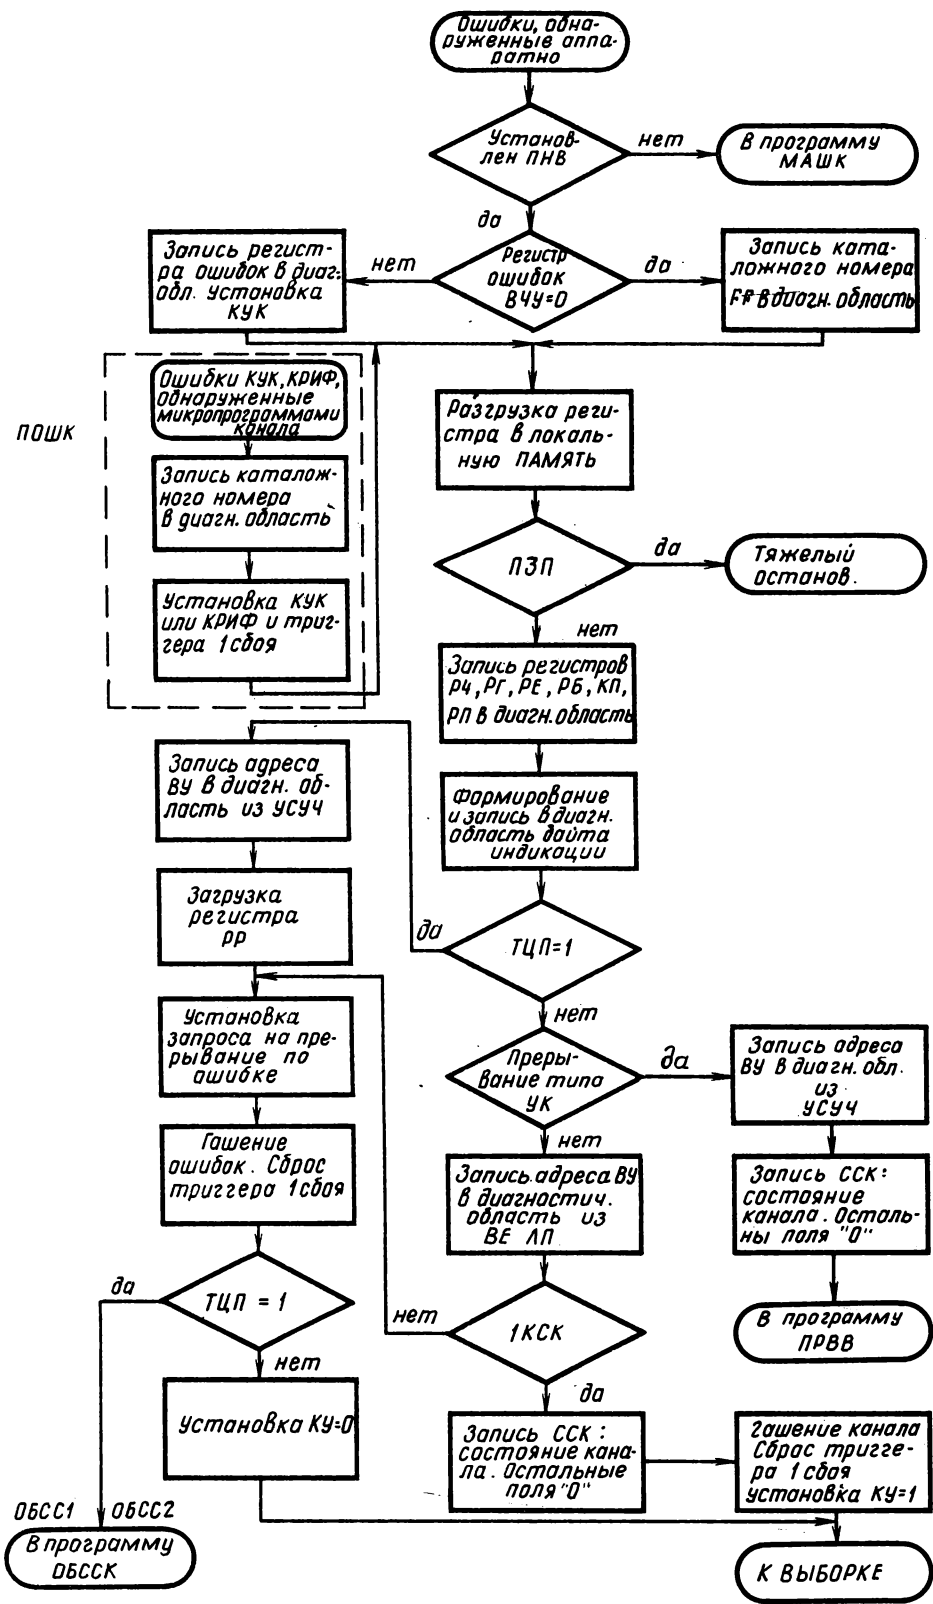 Ошибки, обна-
руженные аппа-
ратно
Установ-
лен ПНВ
нет
В программу
МАШК
да
Запись регист-
ра ошибок в диаг-
обл. Установка
КУК
нет
Регистр
ошибок
ВЧУ=0
да
Запись ката-
ложного номера
FF в диагн. область
ПОШК
Ошибки КУК, КРИФ,
обнаруженные
микропрограммами
канала
Запись каталож-
ного номера
в диагн. область
Установка КУК
или КРИФ и триг-
гера 1 сбоя
Разгрузка реги-
стра в локаль-
ную ПАМЯТЬ
ПЗП
да
Тяжелый
останов.
нет
Запись регистров
РЧ, РГ, РЕ, РБ, КП,
РП в диагн. область
Запись адреса
ВУ в диагн. об-
ласть из УСУЧ
Формирование
и запись в диагн.
область байта
индикации
Загрузка
регистра
РР
да
ТЦП=1
нет
Установка
запроса на пре-
рывание по
ошибке
Преры-
вание типа
УК
да
Запись адреса
ВУ в диагн. обл.
из
УСУЧ
нет
Гашение
ошибок. Сброс
триггера 1 сбоя
Запись адреса ВУ
в диагностич.
область из
ВЕ ЛП
Запись ССК:
состояние
канала. Осталь-
ны поля "0"
да
ТЦП = 1
нет
нет
1КСК
да
В программу
ПРВВ
Установка КУ=0
Запись ССК:
состояние кана-
ла. Остальные
поля "0"
Гашение канала
Сброс тригге-
ра 1 сбоя
Установка КУ=1
ОБСС1 ОБСС2
В программу
ОБССК
К ВЫБОРКЕ